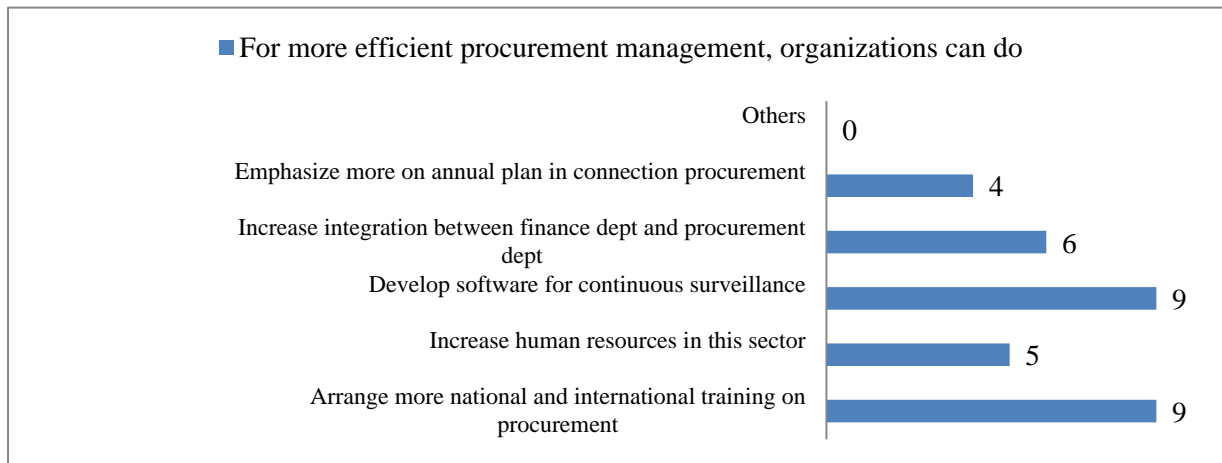 For more efficient procurement management, organizations can do
Others
0
Emphasize more on annual plan in connection procurement
4
Increase integration between finance dept and procurement
dept
6
Develop software for continuous surveillance
9
Increase human resources in this sector
5
Arrange more national and international training on
procurement
9